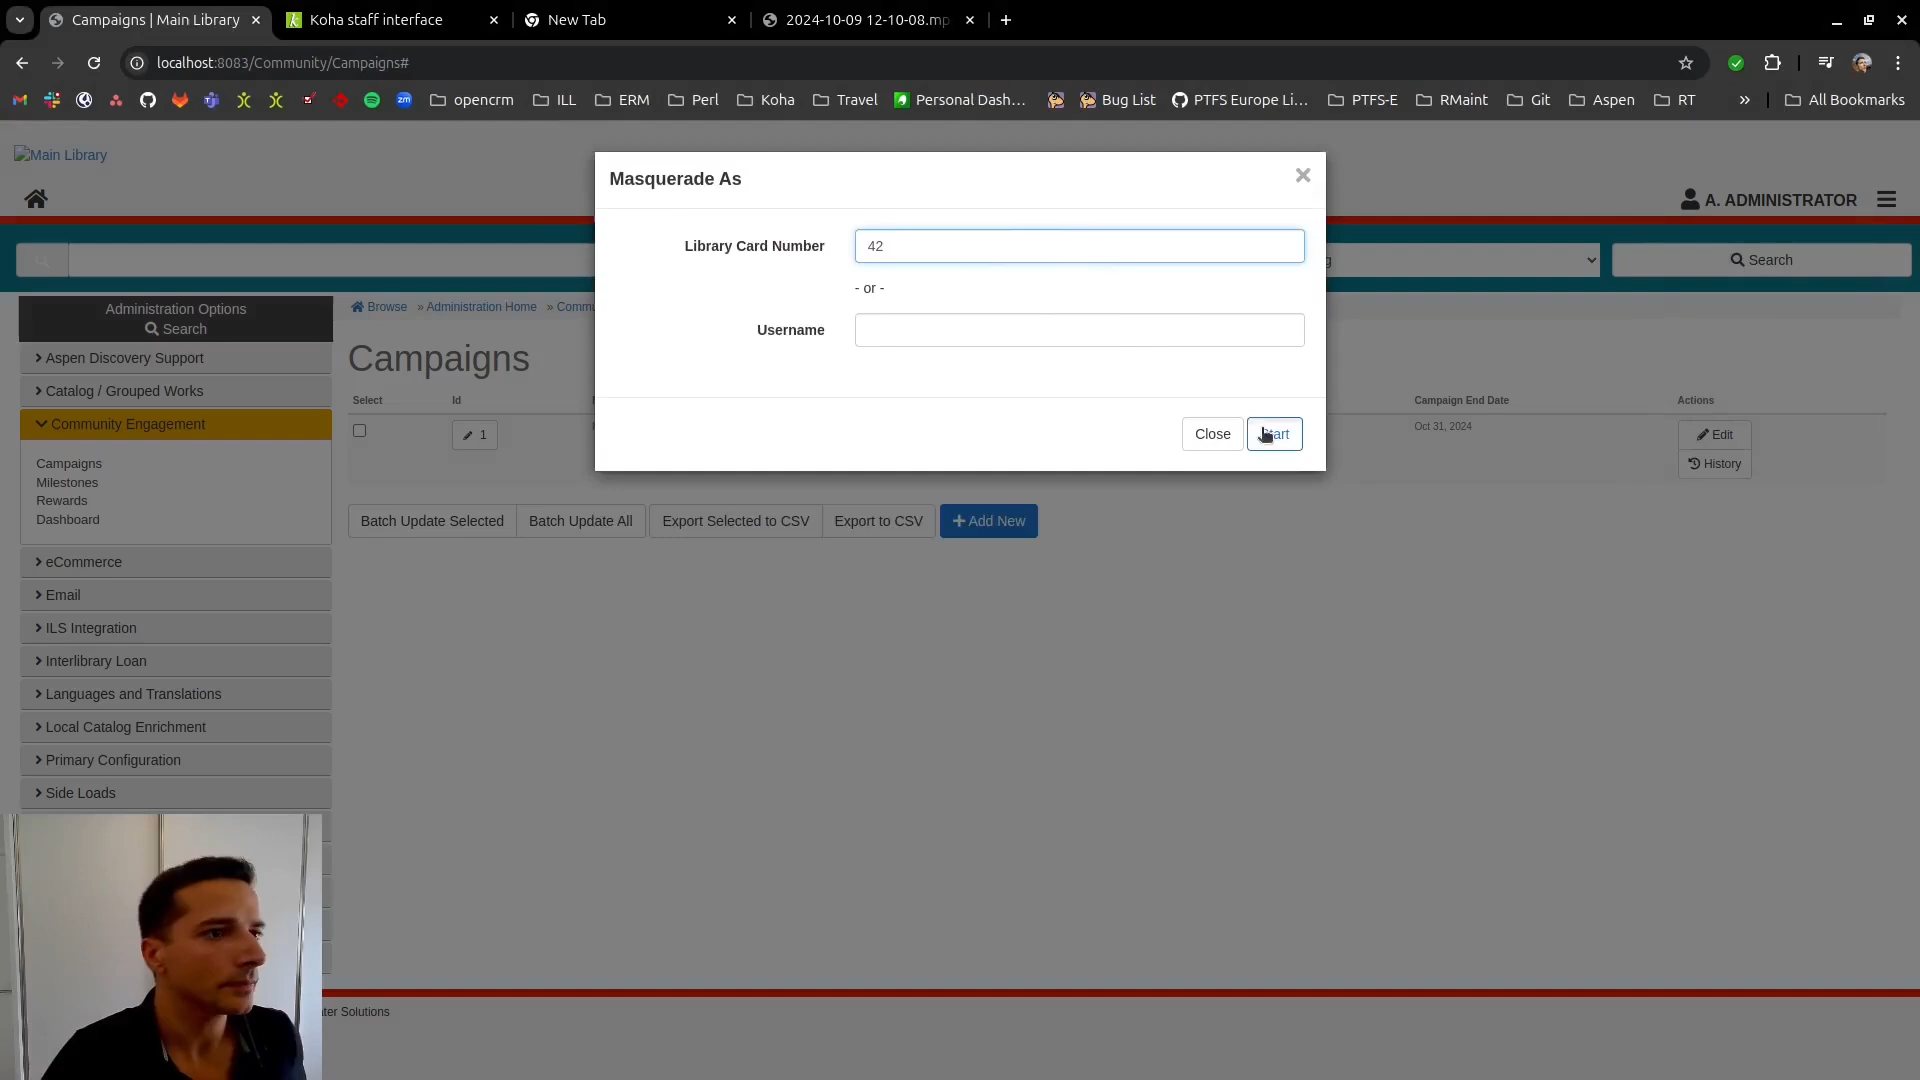 Campaigns | Main Library
Koha staff interface
New Tab
2024-10-09 12-10-08.mp
localhost:8083/Community/Campaigns#
opencrm
ILL
ERM
Perl
Koha
Travel
Personal Dash...
Bug List
PTFS Europe Li...
PTFS-E
RMaint
Git
Aspen
RT
»
All Bookmarks
Main Library
A. ADMINISTRATOR
Search
Masquerade As
Library Card Number
42
- or -
Username
Close
Administration Options
Search
Aspen Discovery Support
Catalog / Grouped Works
Community Engagement
Campaigns
Milestones
Rewards
Dashboard
eCommerce
Email
ILS Integration
Interlibrary Loan
Languages and Translations
Local Catalog Enrichment
Primary Configuration
Side Loads
Browse » Administration Home »
Campaigns
Select
Id
Campaign End Date
Actions
1
Oct 31, 2024
Edit
History
Batch Update Selected
Batch Update All
Export Selected to CSV
Export to CSV
Add New
Solutions